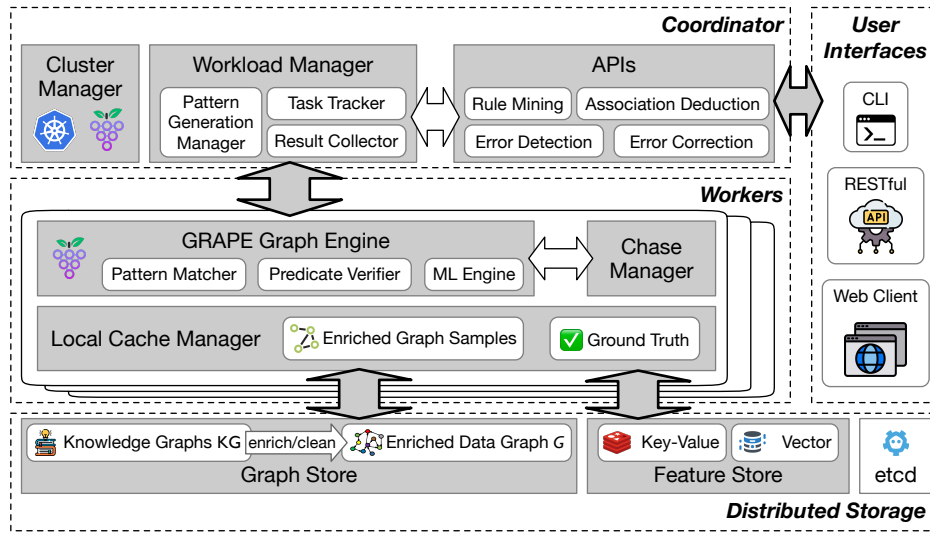 Coordinator
Cluster
Manager
Workload Manager
Pattern
Generation
Manager
Task Tracker
Result Collector
APIs
Rule Mining
Association Deduction
Error Detection
Error Correction
User
Interfaces
CLI
RESTful
API
Web Client
Workers
GRAPE Graph Engine
Pattern Matcher
Predicate Verifier
ML Engine
Chase
Manager
Local Cache Manager
Enriched Graph Samples
Ground Truth
Knowledge Graphs KG
enrich/clean
Enriched Data Graph G
Graph Store
Key-Value
Vector
Feature Store
etcd
Distributed Storage